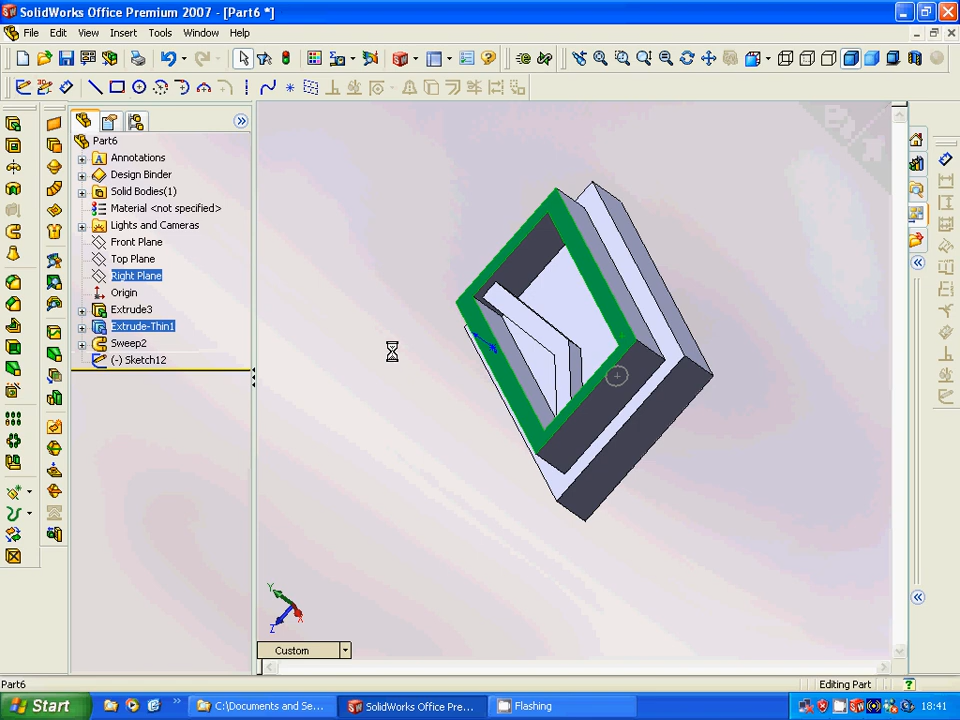 SolidWorks Office Premium 2007 - [Part6 *]
File Edit View Insert Tools Window Help
Part6
Annotations
Design Binder
Solid Bodies(1)
Material <not specified>
Lights and Cameras
Front Plane
Top Plane
Right Plane
Origin
Extrude3
Extrude-Thin1
Sweep2
(-) Sketch12
Y
X
Z
Custom
Part6
Editing Part
Start
C:\Documents and Se...
SolidWorks Office Pre...
Flashing
18:41